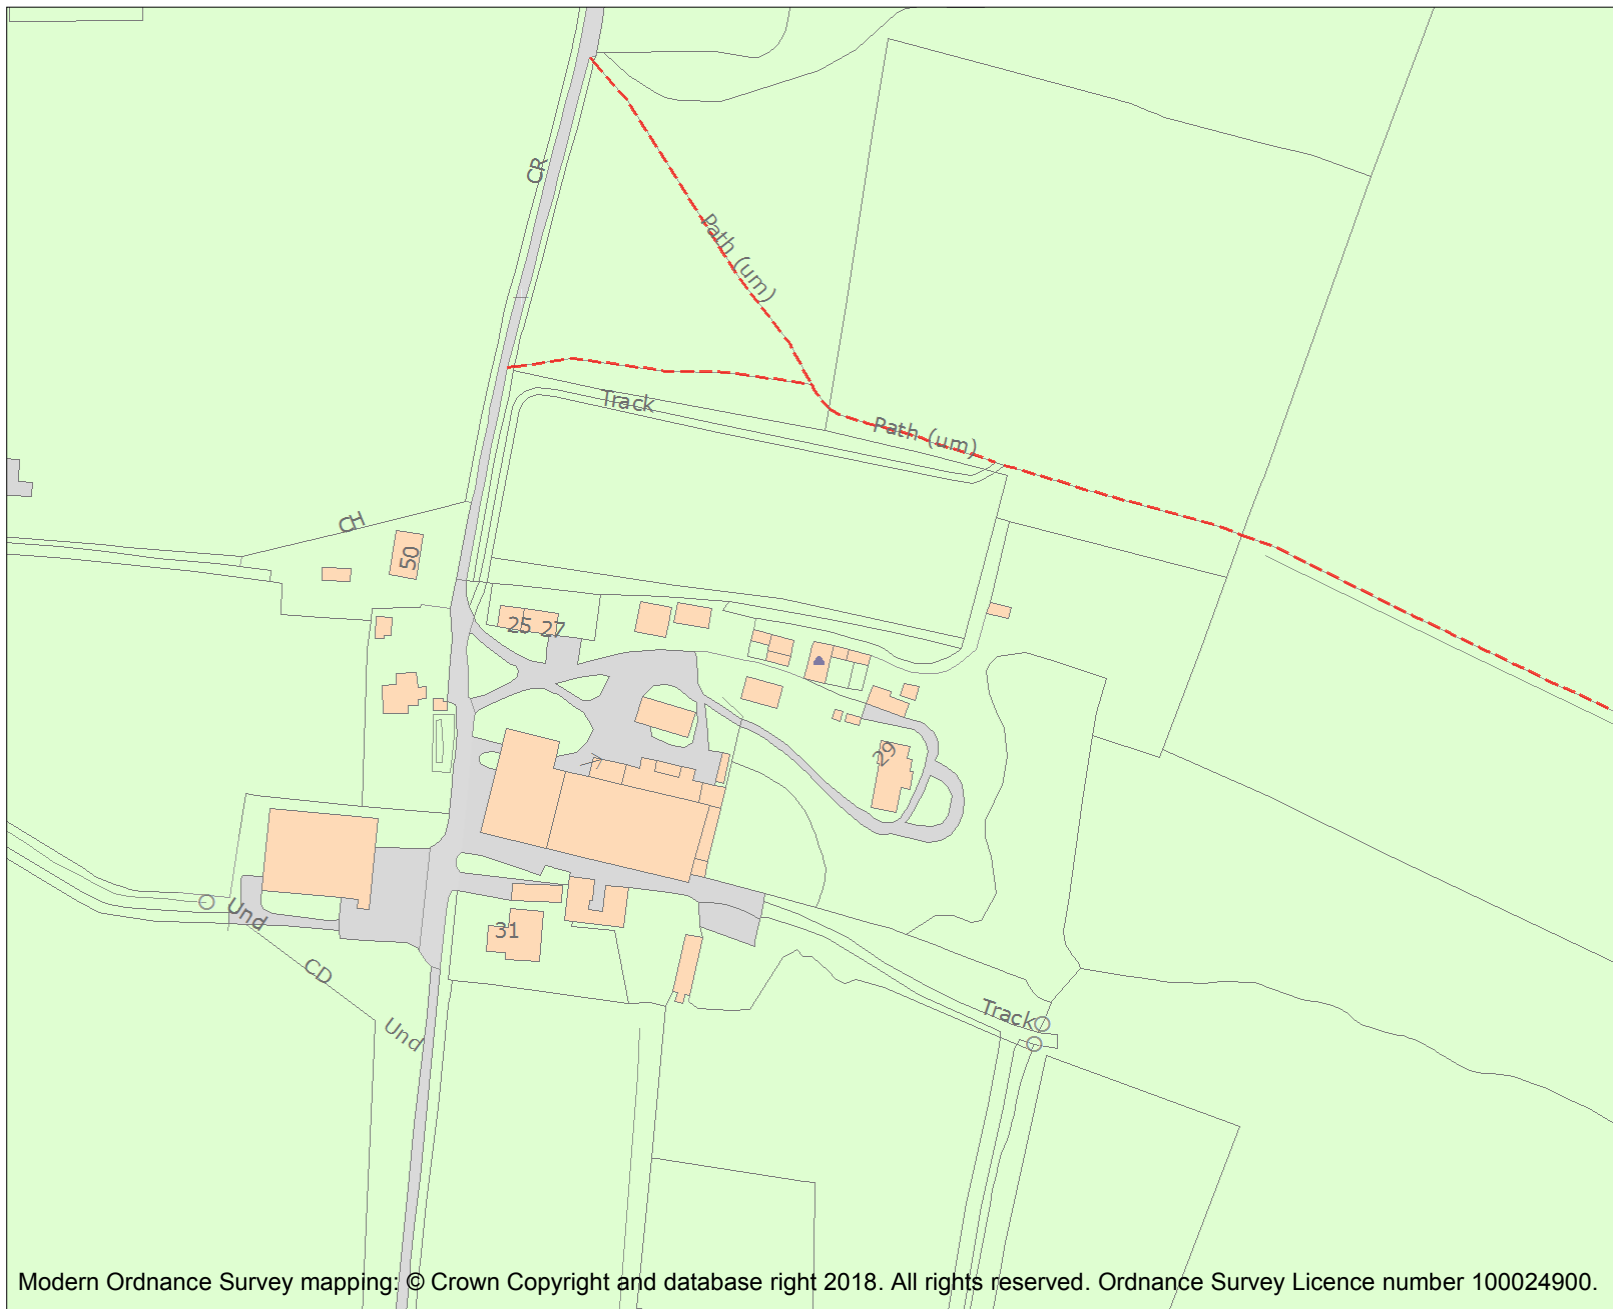 CR
Path (um)
Track
Path (um)
CH
50
25 27
29
Und
31
CD
Track
Und
Modern Ordnance Survey mapping: © Crown Copyright and database right 2018. All rights reserved. Ordnance Survey Licence number 100024900.